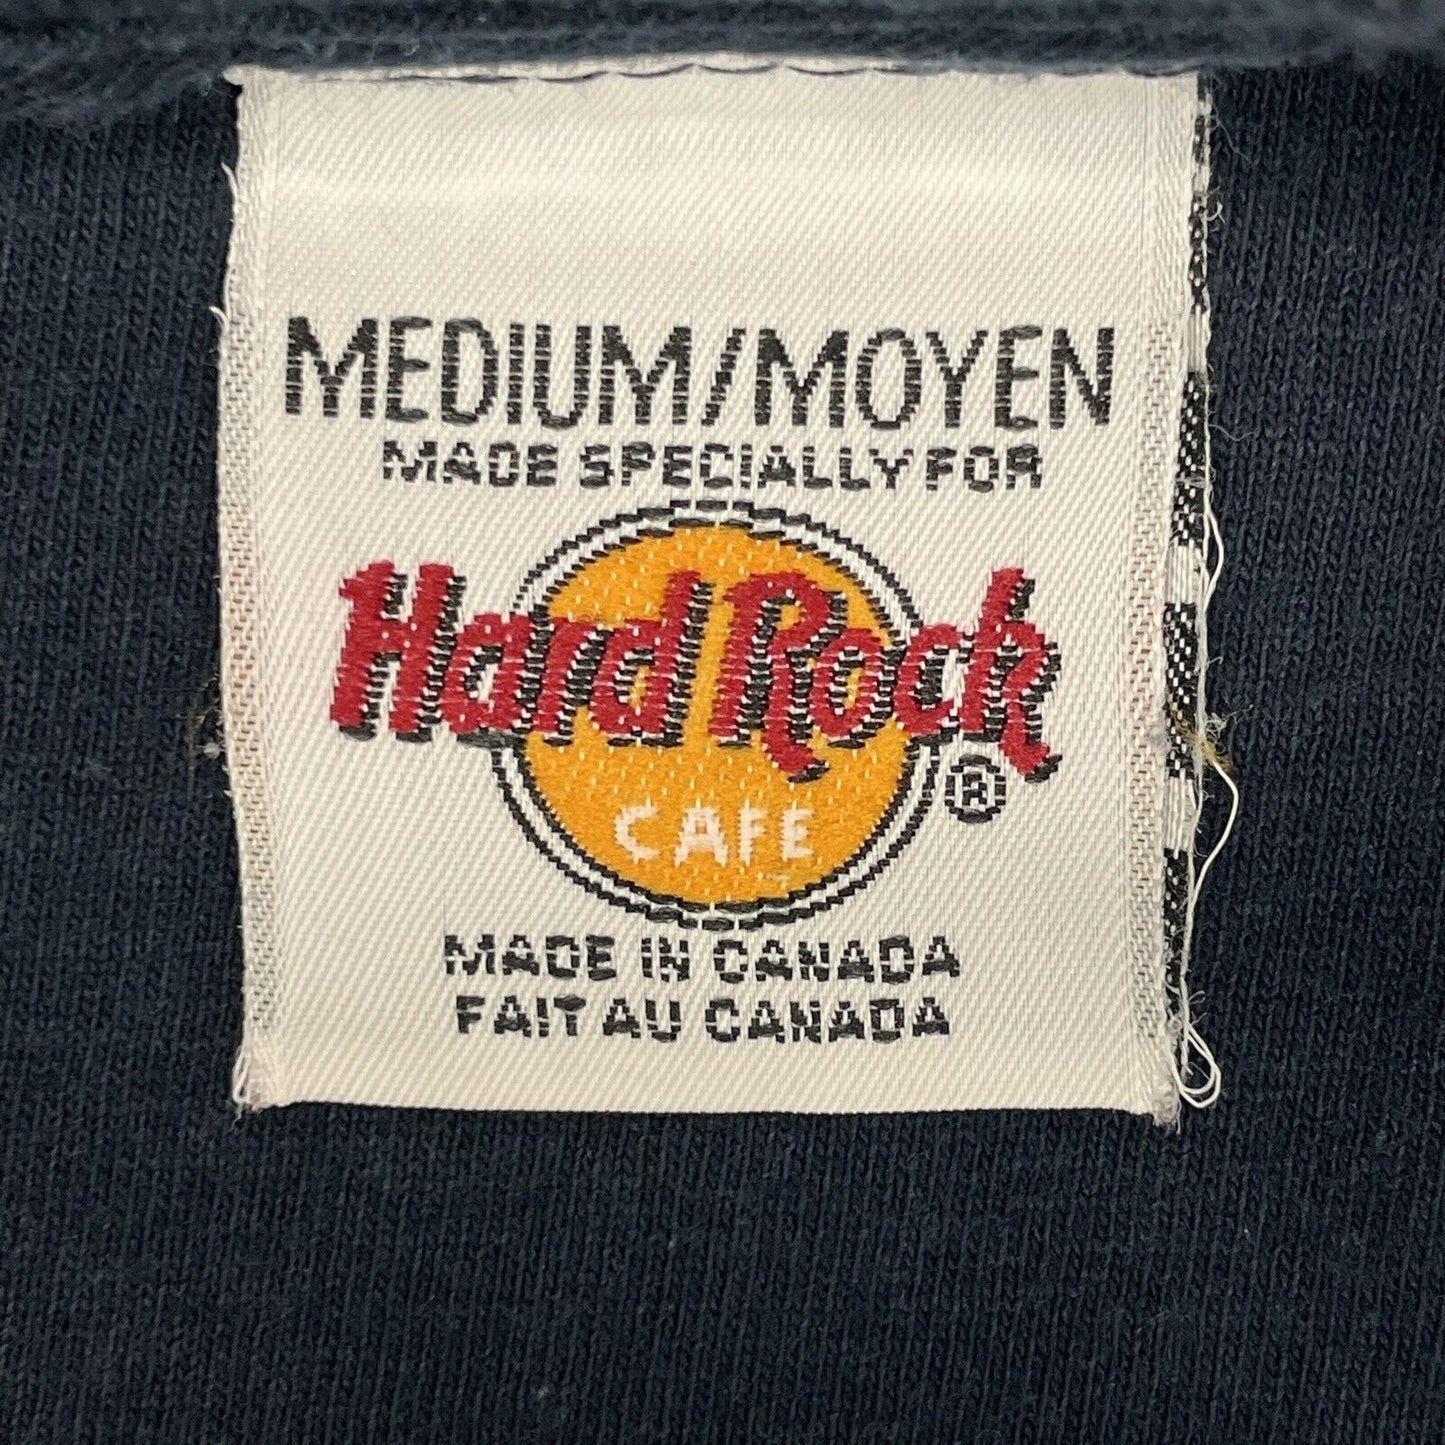 MEDIUM/MOYEN
MADE SPECIALLY FOR
Hard Rock
®
CAFE
MADE IN CANADA
FAIT AU CANADA